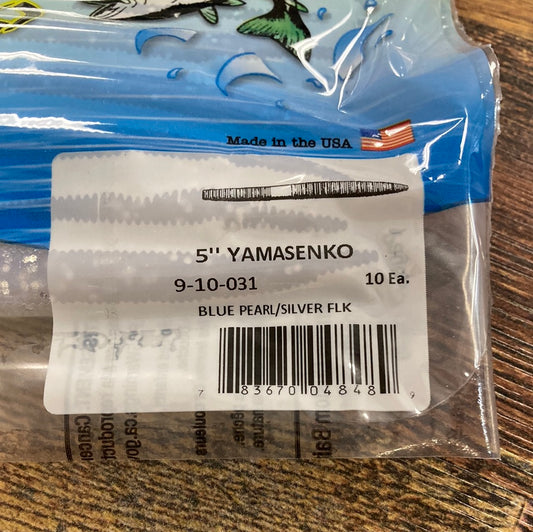 Made in the USA
5'' YAMASENKO
9-10-031 10 Ea.
BLUE PEARL/SILVER FLK
7 83670 04848 9